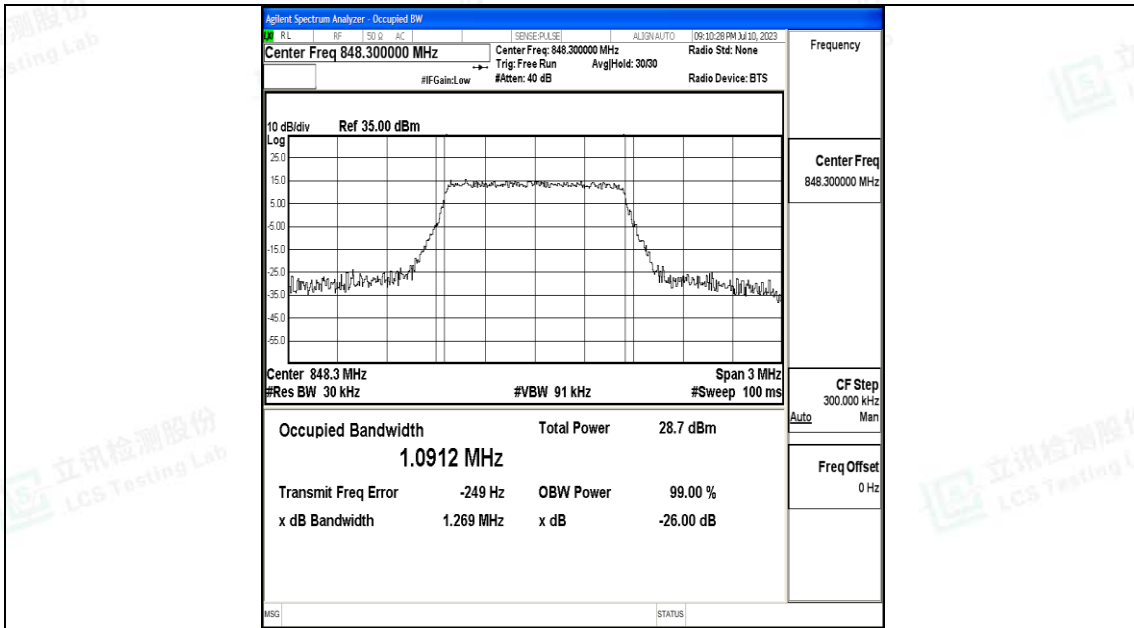 Agilent Spectrum Analyzer - Occupied BW
RL RF 50 Ω AC SENSE:PULSE ALIGN AUTO 09:10:28 PM Jul 10, 2023
Center Freq 848.300000 MHz
Center Freq: 848.300000 MHz
Radio Std: None
Trig: Free Run
Avg|Hold: 30/30
#IFGain:Low
#Atten: 40 dB
Radio Device: BTS
Frequency
10 dB/div
Ref 35.00 dBm
Log
25.0
15.0
5.00
-5.00
-15.0
-25.0
-35.0
-45.0
-55.0
Center Freq
848.300000 MHz
Center 848.3 MHz
Span 3 MHz
#Res BW 30 kHz
#VBW 91 kHz
#Sweep 100 ms
CF Step
300.000 kHz
Auto Man
Occupied Bandwidth
1.0912 MHz
Total Power 28.7 dBm
Transmit Freq Error -249 Hz
OBW Power 99.00 %
x dB Bandwidth 1.269 MHz
x dB -26.00 dB
Freq Offset
0 Hz
MSG
STATUS
立讯检测股份
LCS Testing Lab
立讯检测股份